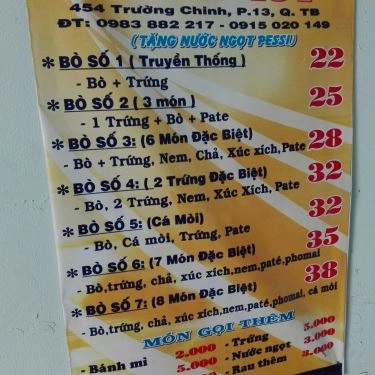 454 Trường Chinh, P.13, Q. TB
ĐT: 0983 882 217 - 0915 020 149
(TẶNG NƯỚC NGỌT PESSI)
* BÒ SỐ 1 ( Truyền Thống ) 22
- Bò + Trứng
* BÒ SỐ 2 ( 3 món ) 25
- 1 Trứng + Bò + Pate
* BÒ SỐ 3: (6 Món Đặc Biệt) 28
- Bò + Trứng, Nem, Chả, Xúc xích, Pate
* BÒ SỐ 4: ( 2 Trứng Đặc Biệt) 32
- Bò, 2 Trứng, Nem, Xúc Xích, Pate
* BÒ SỐ 5: (Cá Mòi) 32
- Bò, Cá mòi, Trứng, Pate
* BÒ SỐ 6: (7 Món Đặc Biệt) 35
- Bò,trứng, chả, xúc xích,nem,paté,phomai
* BÒ SỐ 7: (8 Món Đặc Biệt) 38
- Bò,trứng, chả, xúc xích,nem,paté,phomai, cá mòi
MÓN GỌI THÊM
- Bánh mì 2.000 - Trứng 5.000
5.000 - Nước ngọt 3.000
- Rau thêm 3.000